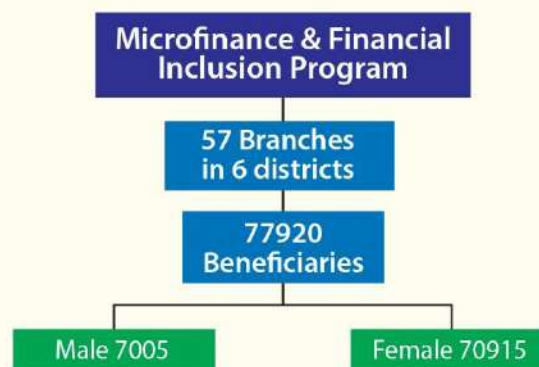 Microfinance & Financial
Inclusion Program
57 Branches
in 6 districts
77920
Beneficiaries
Male 7005
Female 70915